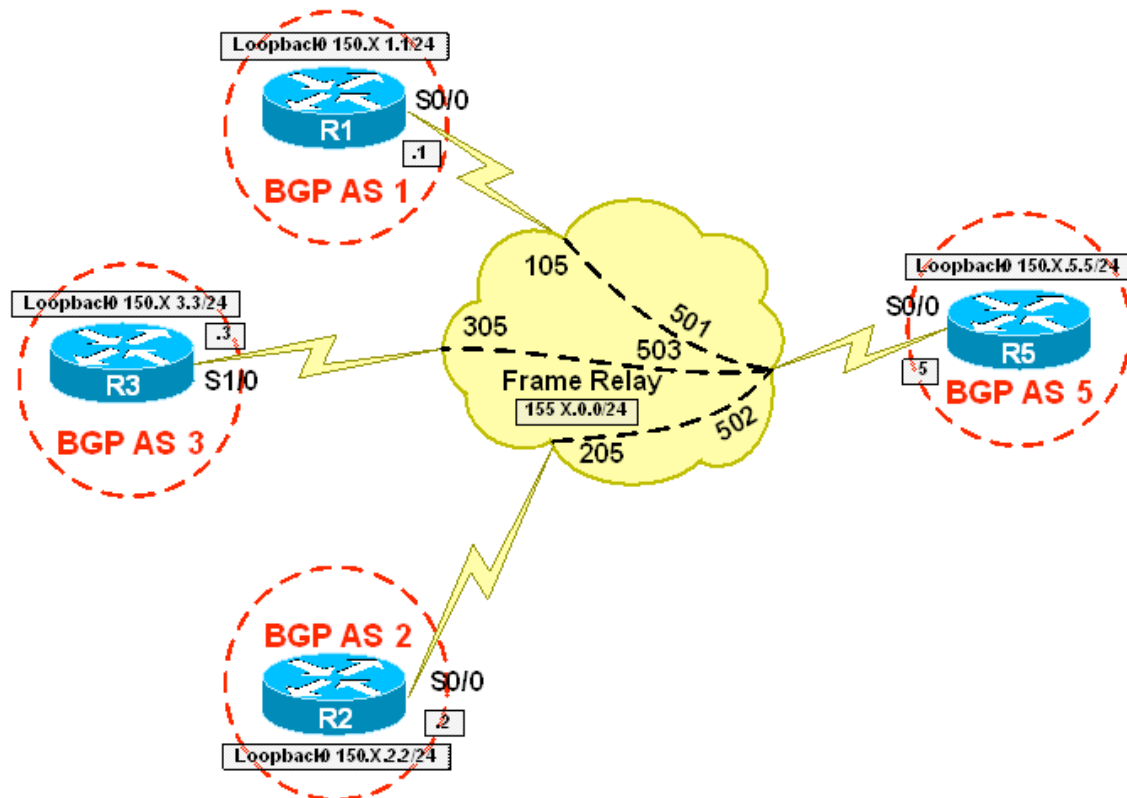 Loopback0 150.X 1.1/24
S0/0
R1
.1
BGP AS 1
105
501
Loopback0 150.X.5.5/24
S0/0
R5
.5
BGP AS 5
Loopback0 150.X 3.3/24
.3
R3
S1/0
BGP AS 3
305
503
Frame Relay
155 X.0.0/24
502
205
BGP AS 2
S0/0
R2
.2
Loopback0 150.X.2.2/24